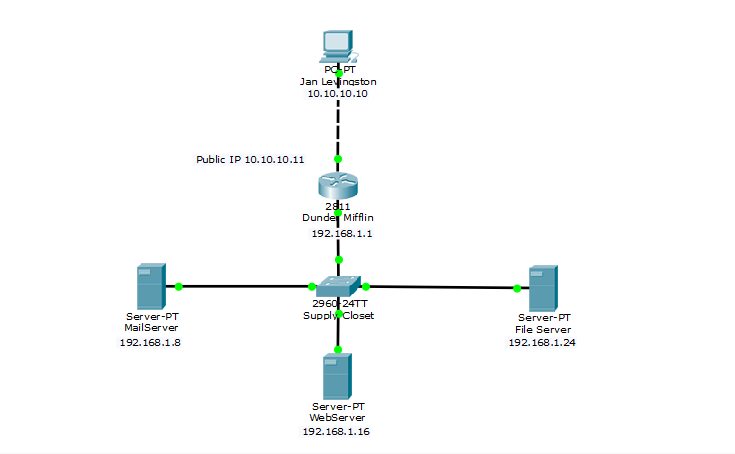 PC-PT
Jan Levingston
10.10.10.10
Public IP 10.10.10.11
2811
Dunder Mifflin
192.168.1.1
2960-24TT
Supply Closet
Server-PT
MailServer
192.168.1.8
Server-PT
File Server
192.168.1.24
Server-PT
WebServer
192.168.1.16